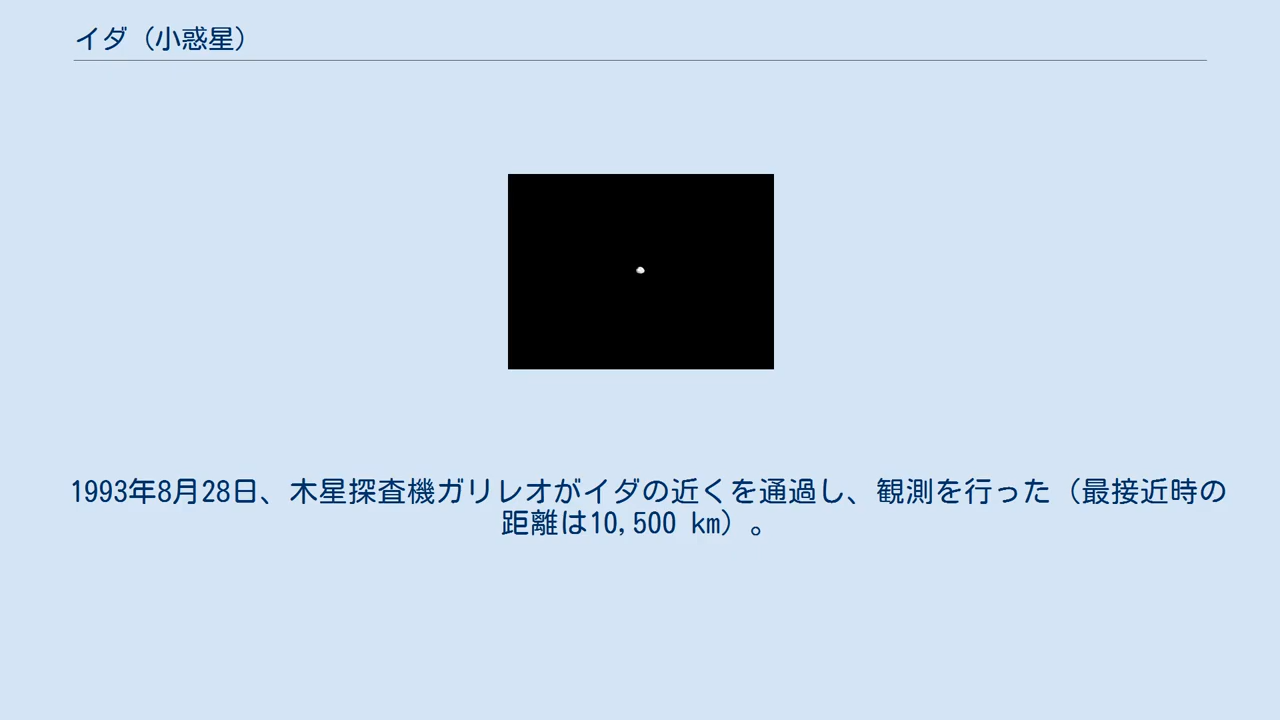 イダ（小惑星）
1993年8月28日、木星探査機ガリレオがイダの近くを通過し、観測を行った（最接近時の
距離は10,500 km）。